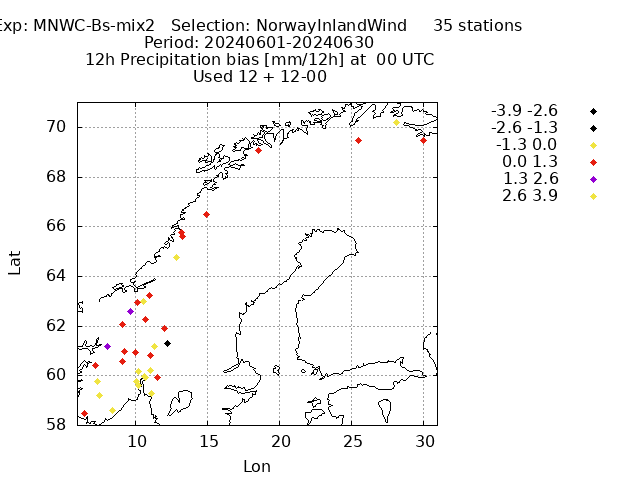 Exp: MNWC-Bs-mix2   Selection: NorwayInlandWind     35 stations
Period: 20240601-20240630
12h Precipitation bias [mm/12h] at  00 UTC
Used 12 + 12-00
-3.9 -2.6
-2.6 -1.3
-1.3 0.0
0.0 1.3
1.3 2.6
2.6 3.9
70
68
66
64
62
60
58
Lat
10 15 20 25 30
Lon